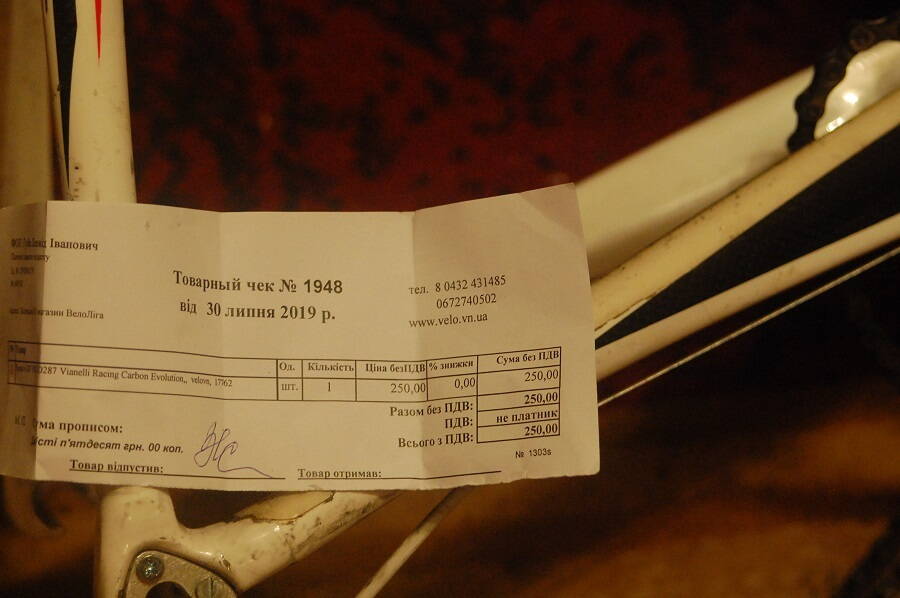 Іванович
Товарный чек № 1948
від 30 липня 2019 р.
тел. 8 0432 431485
0672740502
www.velo.vn.ua
магазин ВелоЛіга
Од. Кількість Ціна безПДВ % знижки Сума без ПДВ
0287 Vianelli Racing Carbon Evolution,, velovn, 17762 шт. 1 250,00 0,00 250,00
Разом без ПДВ: 250,00
ПДВ: не платник
Всього з ПДВ: 250,00
прописом:
п'ятдесят грн. 00 коп.
№ 1303s
Товар відпустив: Товар отримав: